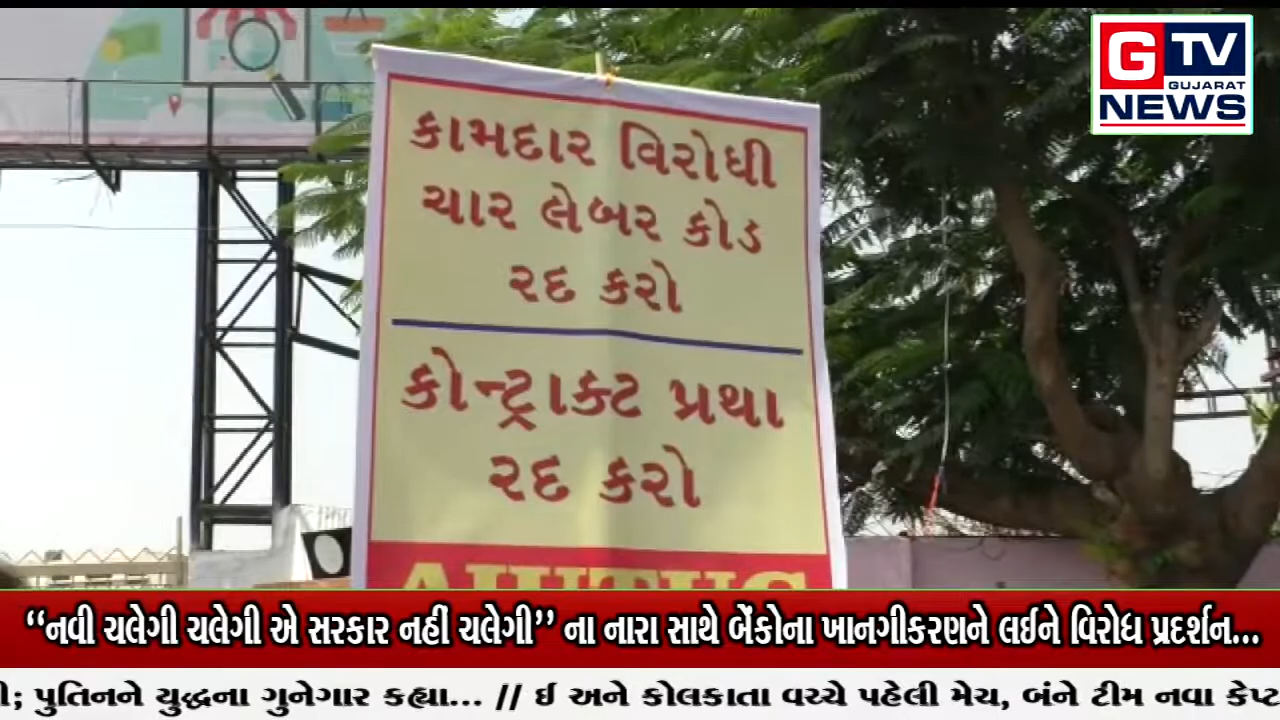 G TV
GUJARAT
NEWS
કામદાર વિરોધી
ચાર લેબર કોડ
રદ કરો
કોન્ટ્રાક્ટ પ્રથા
રદ કરો
AIUTUC
“નવી ચલેગી ચલેગી એ સરકાર નહીં ચલેગી” ના નારા સાથે બેંકોના ખાનગીકરણને લઈને વિરોધ પ્રદર્શન...
પુતિનને યુદ્ધના ગુનેગાર કહ્યા... // ઈ અને કોલકાતા વચ્ચે પહેલી મેચ, બંને ટીમ નવા કેપ્ટ